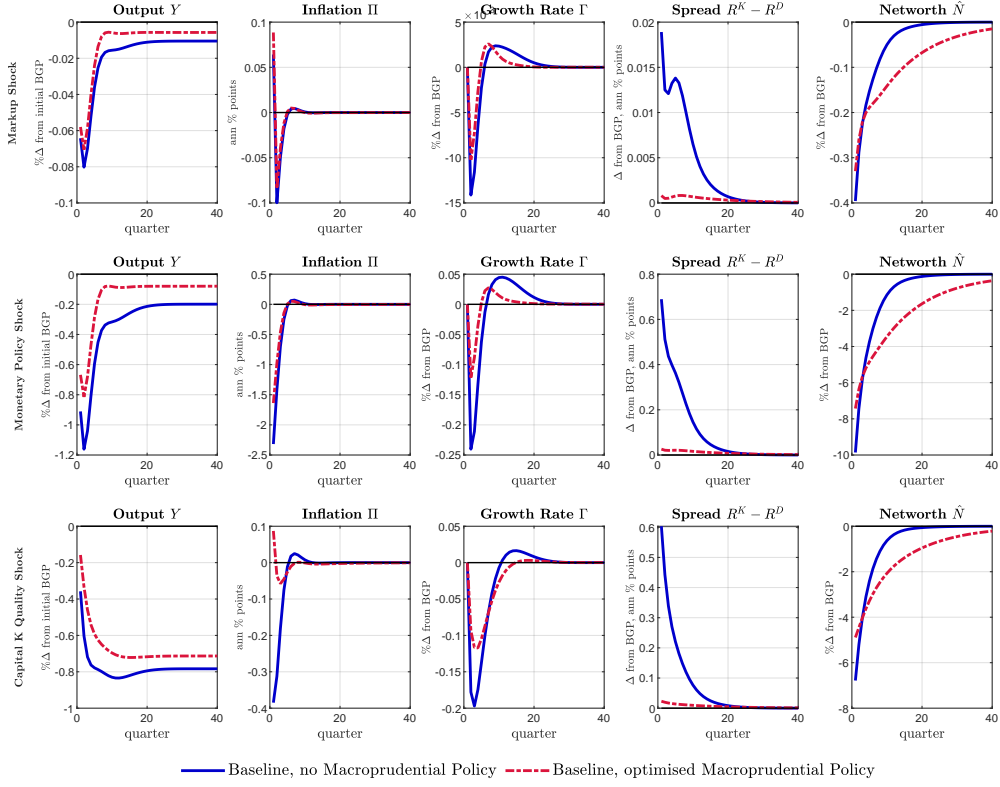 Output Y
Inflation Π
Growth Rate Γ
Spread R^K − R^D
Networth N̂
Markup Shock
%Δ from initial BGP
0
-0.02
-0.04
-0.06
-0.08
-0.1
0 20 40
quarter
ann % points
0.1
0.05
0
-0.05
-0.1
0 20 40
quarter
%Δ from BGP
5
0
-5
-10
-15
0 20 40
quarter
Δ from BGP, ann % points
0.02
0.015
0.01
0.005
0
0 20 40
quarter
%Δ from BGP
0
-0.1
-0.2
-0.3
-0.4
0 20 40
quarter
Output Y
Inflation Π
Growth Rate Γ
Spread R^K − R^D
Networth N̂
Monetary Policy Shock
%Δ from initial BGP
0
-0.2
-0.4
-0.6
-0.8
-1
-1.2
0 20 40
quarter
ann % points
0.5
0
-0.5
-1
-1.5
-2
-2.5
0 20 40
quarter
%Δ from BGP
0.05
0
-0.05
-0.1
-0.15
-0.2
-0.25
0 20 40
quarter
Δ from BGP, ann % points
0.8
0.6
0.4
0.2
0
0 20 40
quarter
%Δ from BGP
0
-2
-4
-6
-8
-10
0 20 40
quarter
Output Y
Inflation Π
Growth Rate Γ
Spread R^K − R^D
Networth N̂
Capital K Quality Shock
%Δ from initial BGP
0
-0.2
-0.4
-0.6
-0.8
-1
0 20 40
quarter
ann % points
0.1
0
-0.1
-0.2
-0.3
-0.4
0 20 40
quarter
%Δ from BGP
0.05
0
-0.05
-0.1
-0.15
-0.2
0 20 40
quarter
Δ from BGP, ann % points
0.6
0.5
0.4
0.3
0.2
0.1
0
0 20 40
quarter
%Δ from BGP
0
-2
-4
-6
-8
0 20 40
quarter
Baseline, no Macroprudential Policy
Baseline, optimised Macroprudential Policy